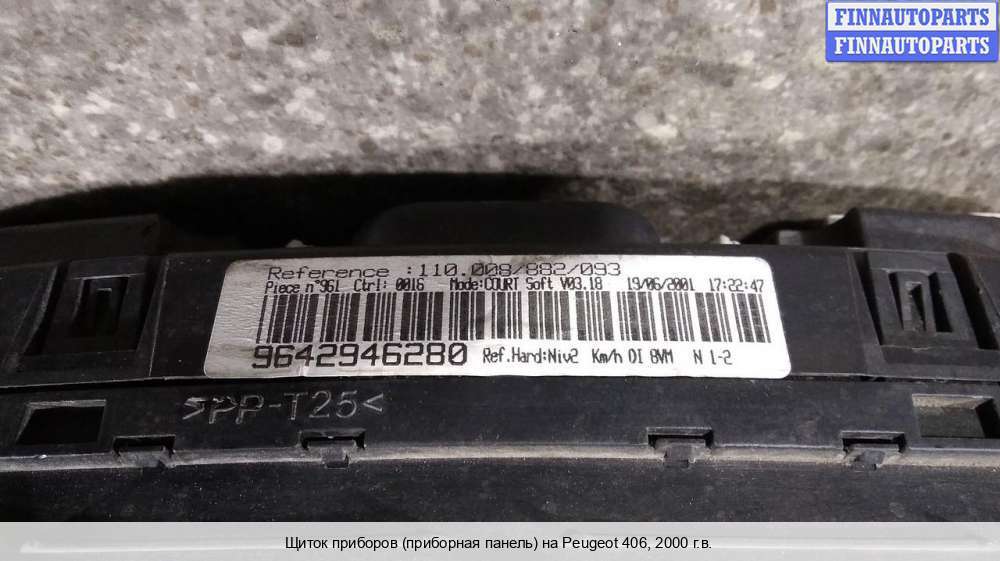 FINNAUTOPARTS
FINNAUTOPARTS
Reference :110.008/882/093
Piece n°961 Ctrl: 0016 Mode:COURT Soft V03.18 19/06/2001 17:22:47
9642946280 Ref.Hard:Niv2 Km/h OI 8VM N 1-2
>PP-T25<
Щиток приборов (приборная панель) на Peugeot 406, 2000 г.в.